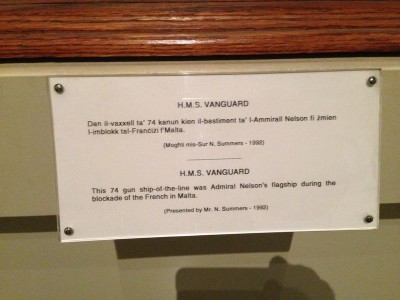 H.M.S. VANGUARD
Dan il-vaxxell ta' 74 kanun kien il-bastiment ta' l-Ammirall Nelson fi żmien
l-imblokk tal-Franċiżi f'Malta.
(Mogħti mis-Sur N. Summers - 1992)
H.M.S. VANGUARD
This 74 gun ship-of-the-line was Admiral Nelson's flagship during the
blockade of the French in Malta.
(Presented by Mr. N. Summers - 1992)